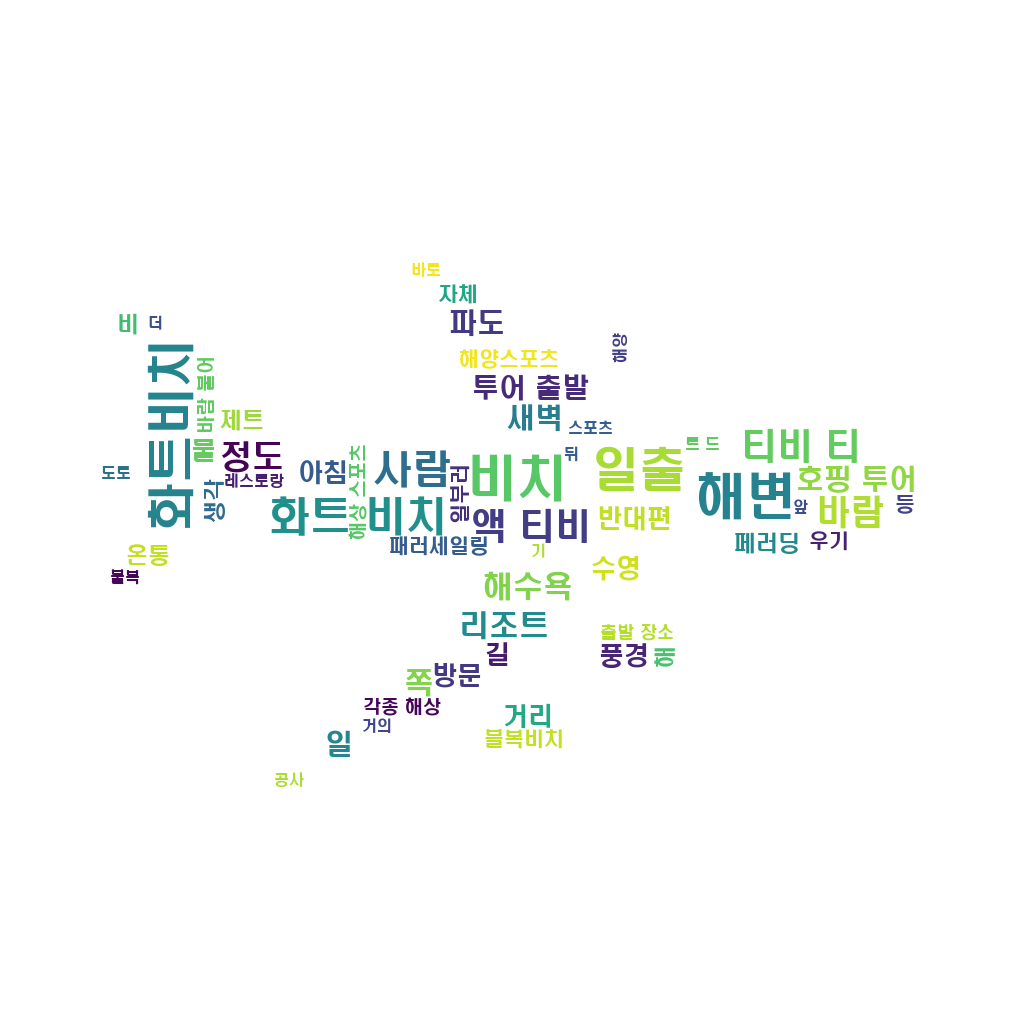 바토
자체
비
더
파도
해양
해양스포츠
화트비치
바람 불어
투어 출발
제트
새벽
스포츠
물
정도
아침
해상 스포츠
사람
일부러
비치
뒤
일출
트 드
티비 티
도토
레스토랑
생각
화트
비치
액 티비
반대편
해변
앞
호핑 투어
바람
등
온통
불복
패러세일링
기
수영
페러딩
우기
해수욕
리조트
출발 장소
길
풍경
해
쪽
방문
각종 해상
거의
거리
일
블복비치
공사